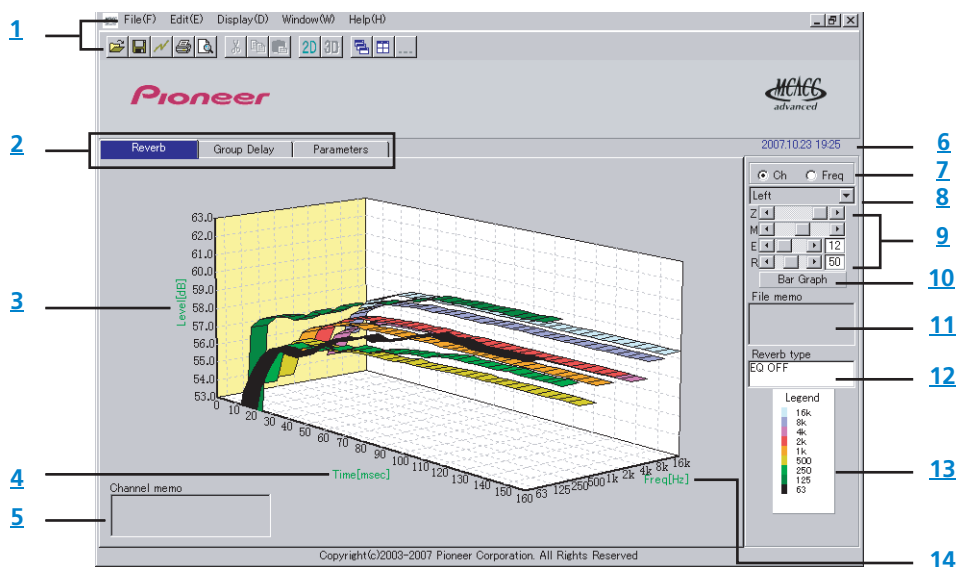 File(F) Edit(E) Display(D) Window(W) Help(H)
1
2D 3D
Pioneer
MCACC
advanced
2
Reverb Group Delay Parameters
2007.10.23 19:25
6
Ch Freq
7
Left
8
Z
M
E 12
R 50
9
Bar Graph
10
File memo
11
Reverb type
EQ OFF
12
Legend
16k
8k
4k
2k
1k
500
250
125
63
13
3
Level[dB]
63.0
62.0
61.0
60.0
59.0
58.0
57.0
56.0
55.0
54.0
53.0
0 10 20 30 40 50 60 70 80 90 100 110 120 130 140 150 160
63 125 250 500 1k 2k 4k 8k 16k
4
Time[msec]
Freq[Hz]
14
5
Channel memo
Copyright(c)2003-2007 Pioneer Corporation. All Rights Reserved